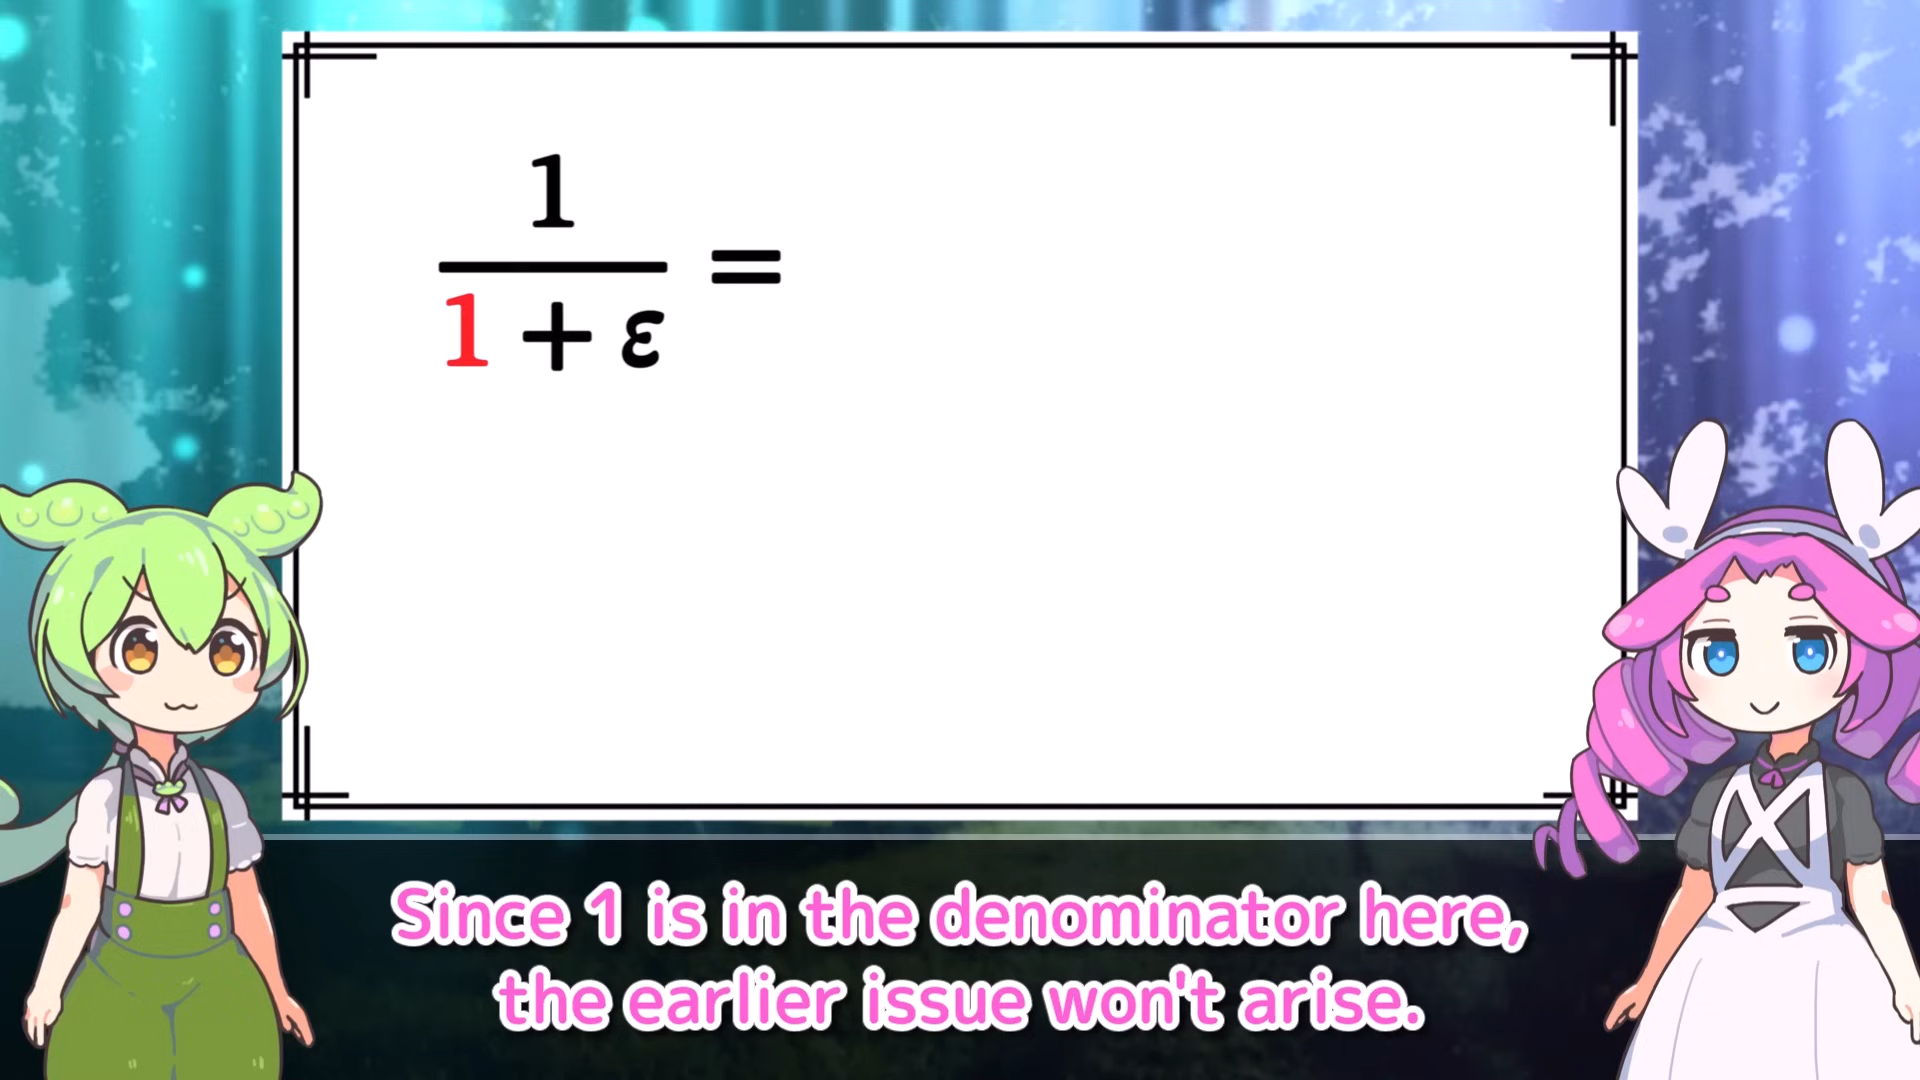 1
1 + ε
=
Since 1 is in the denominator here,
the earlier issue won't arise.